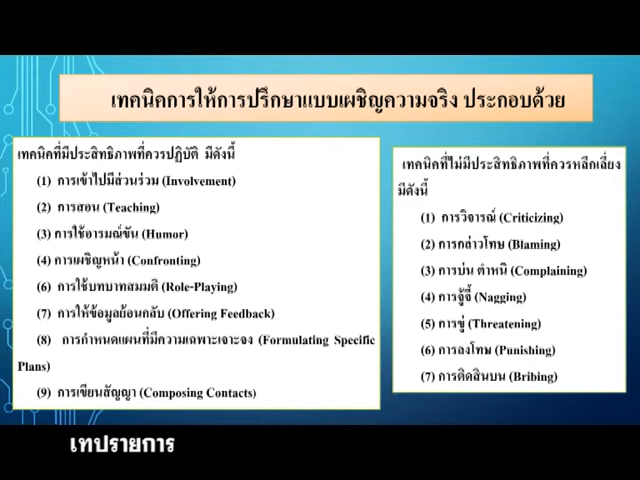 เทคนิคการให้การปรึกษาแบบเผชิญความจริง ประกอบด้วย
เทคนิคที่มีประสิทธิภาพที่ควรปฏิบัติ มีดังนี้
(1) การเข้าไปมีส่วนร่วม (Involvement)
(2) การสอน (Teaching)
(3) การใช้อารมณ์ขัน (Humor)
(4) การเผชิญหน้า (Confronting)
(6) การใช้บทบาทสมมติ (Role-Playing)
(7) การให้ข้อมูลย้อนกลับ (Offering Feedback)
(8) การกำหนดแผนที่มีความเฉพาะเจาะจง (Formulating Specific
Plans)
(9) การเขียนสัญญา (Composing Contacts)
เทคนิคที่ไม่มีประสิทธิภาพที่ควรหลีกเลี่ยง
มีดังนี้
(1) การวิจารณ์ (Criticizing)
(2) การกล่าวโทษ (Blaming)
(3) การบ่น ตำหนิ (Complaining)
(4) การจู้จี้ (Nagging)
(5) การขู่ (Threatening)
(6) การลงโทษ (Punishing)
(7) การติดสินบน (Bribing)
เทปรายการ